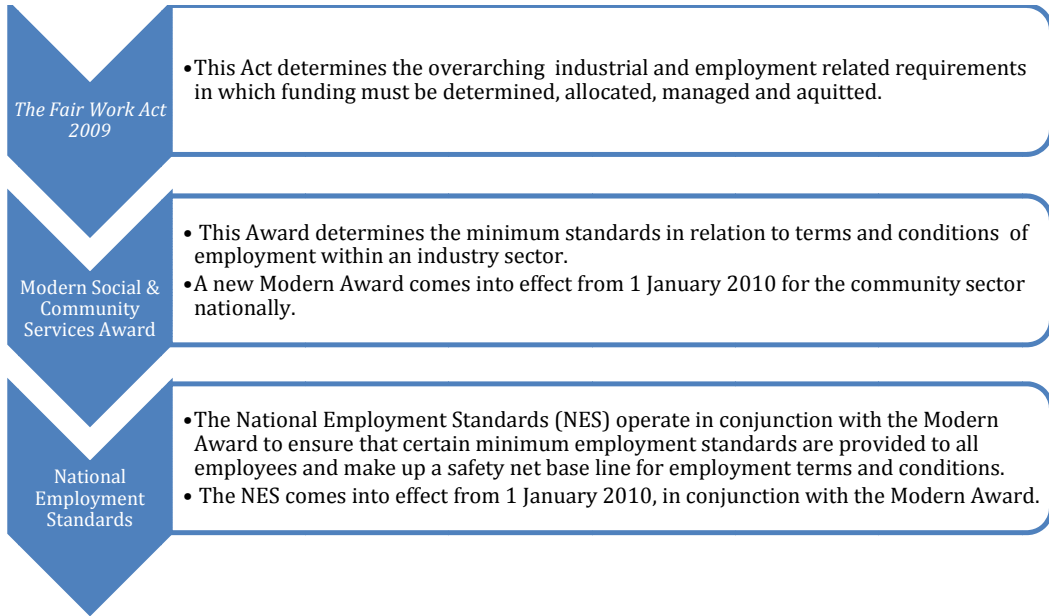 The Fair Work Act
2009
•This Act determines the overarching industrial and employment related requirements
in which funding must be determined, allocated, managed and aquitted.
Modern Social &
Community
Services Award
• This Award determines the minimum standards in relation to terms and conditions of
employment within an industry sector.
•A new Modern Award comes into effect from 1 January 2010 for the community sector
nationally.
National
Employment
Standards
•The National Employment Standards (NES) operate in conjunction with the Modern
Award to ensure that certain minimum employment standards are provided to all
employees and make up a safety net base line for employment terms and conditions.
• The NES comes into effect from 1 January 2010, in conjunction with the Modern Award.